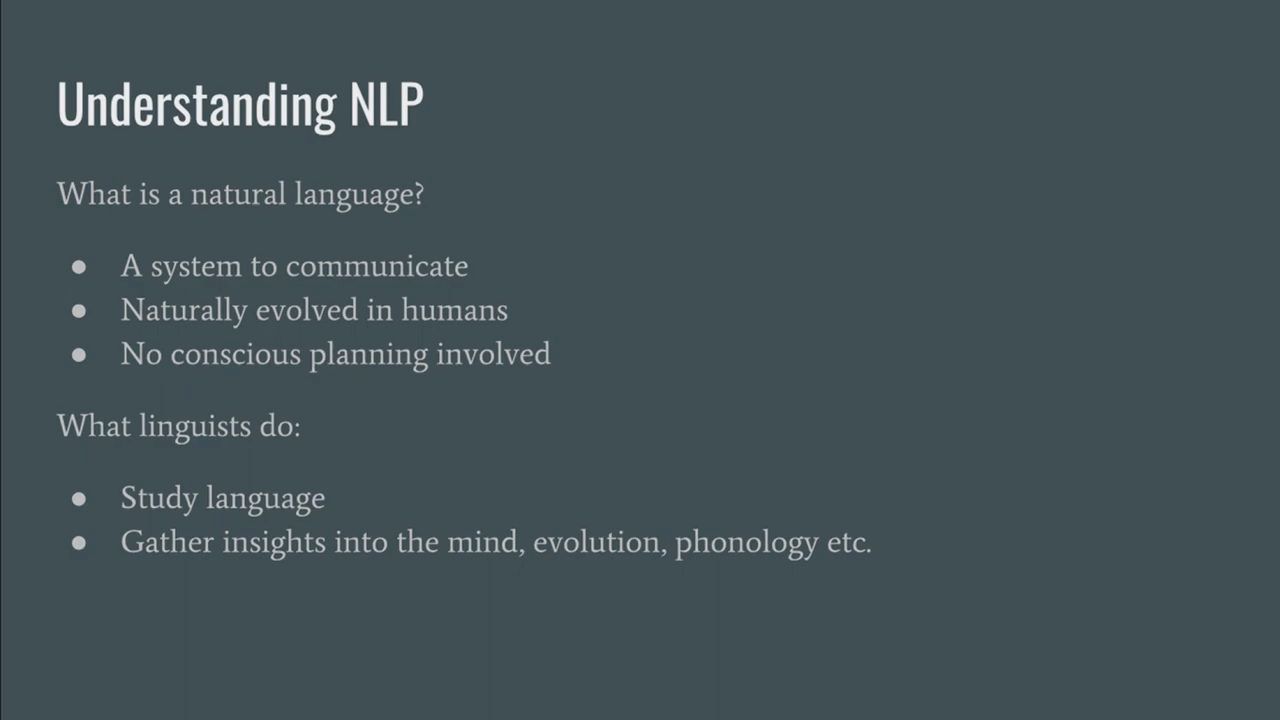 Understanding NLP
What is a natural language?
● A system to communicate
● Naturally evolved in humans
● No conscious planning involved
What linguists do:
● Study language
● Gather insights into the mind, evolution, phonology etc.